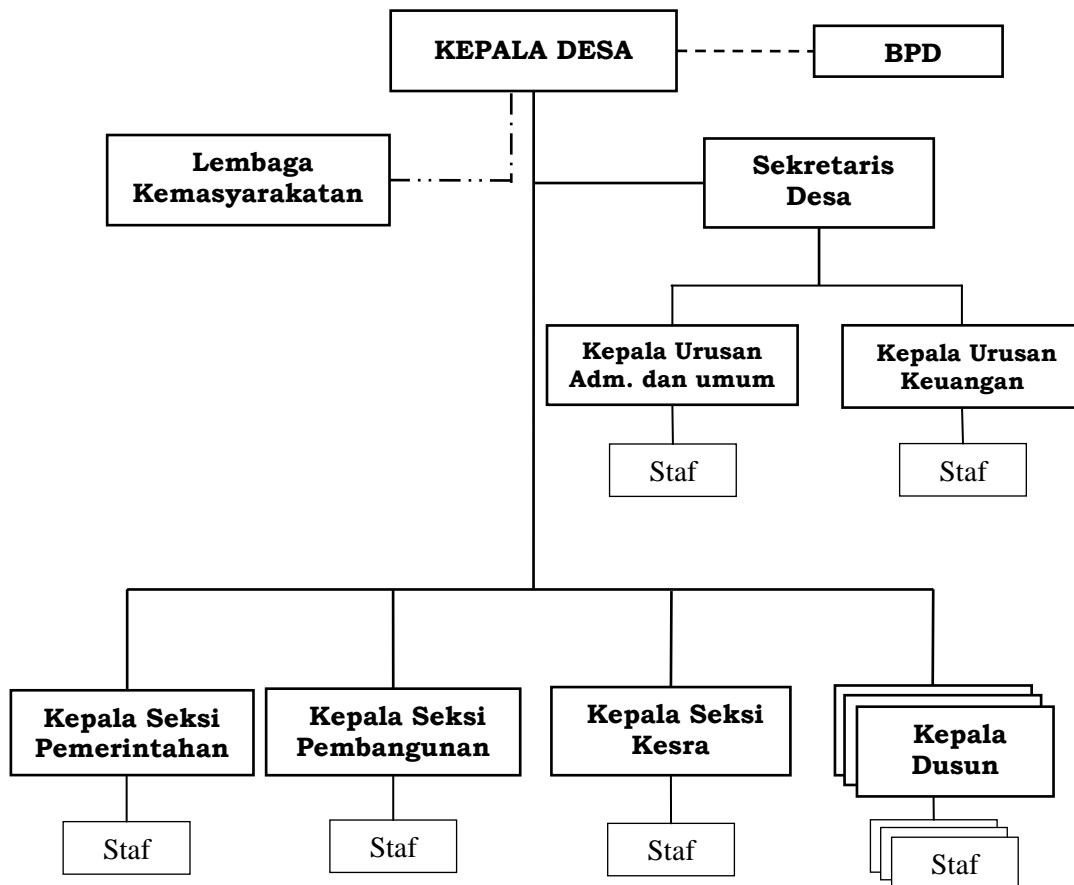 KEPALA DESA
BPD
Lembaga
Kemasyarakatan
Sekretaris
Desa
Kepala Urusan
Adm. dan umum
Kepala Urusan
Keuangan
Staf
Staf
Kepala Seksi
Pemerintahan
Kepala Seksi
Pembangunan
Kepala Seksi
Kesra
Kepala
Dusun
Staf
Staf
Staf
Staf